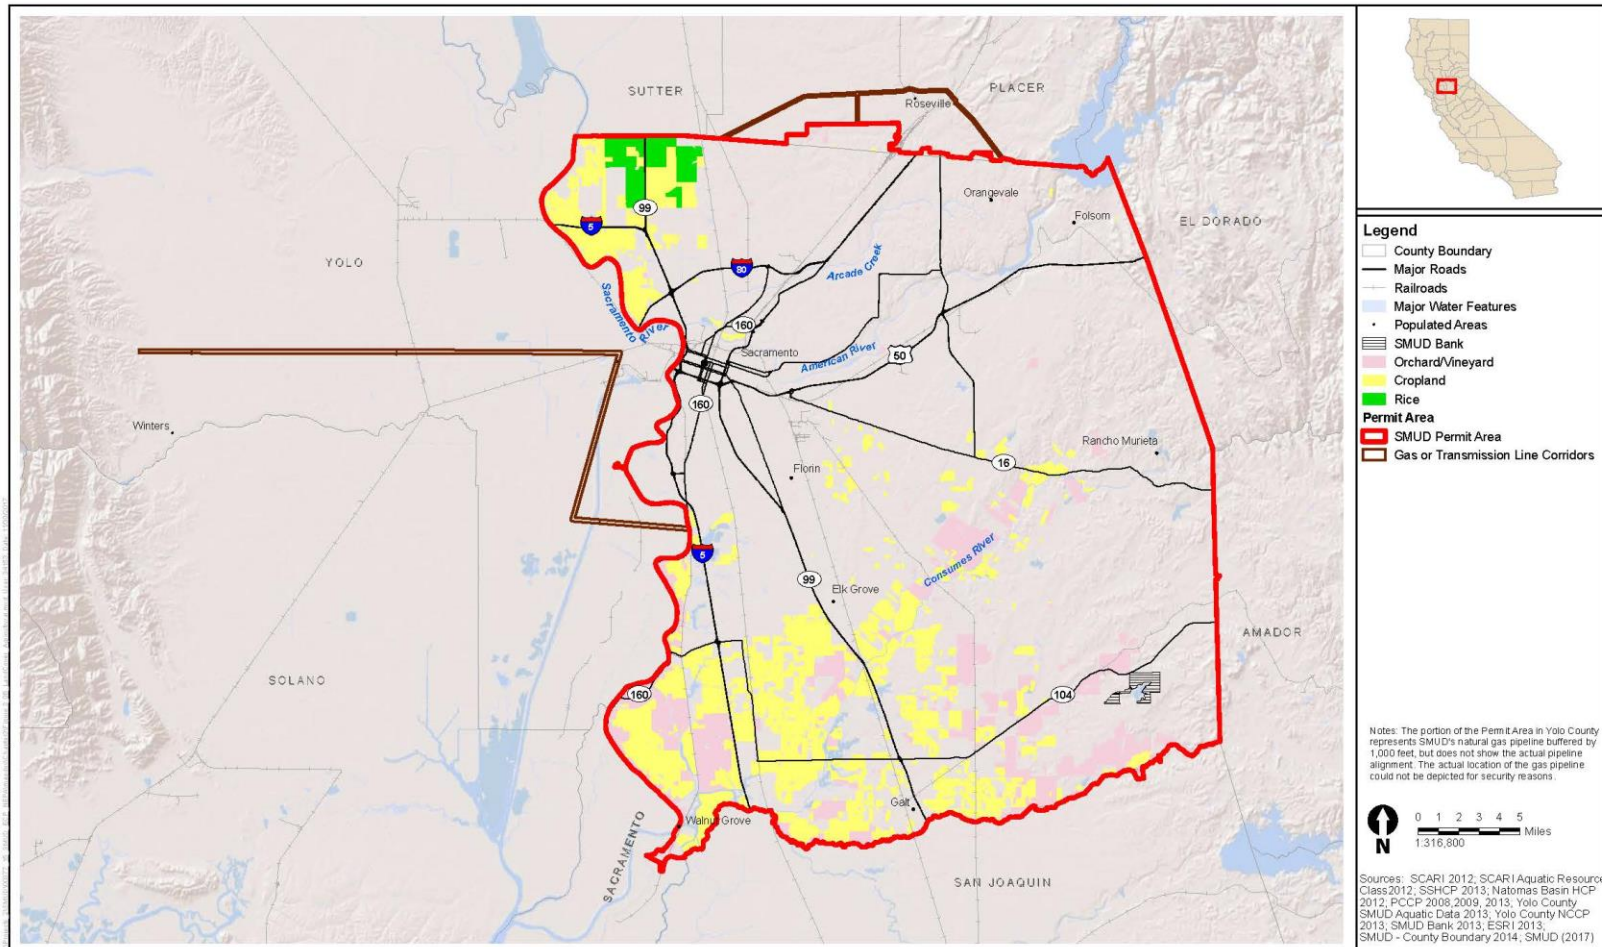 SUTTER
PLACER
Roseville
Orangevale
Folsom
EL DORADO
99
5
YOLO
80
Arcade Creek
Sacramento
River
160
Sacramento
American River
50
160
Winters
Rancho Murieta
16
Florin
5
Consumes River
99
Elk Grove
AMADOR
SOLANO
160
104
Galt
Walnut Grove
SACRAMENTO
SAN JOAQUIN
Legend
County Boundary
Major Roads
Railroads
Major Water Features
Populated Areas
SMUD Bank
Orchard/Vineyard
Cropland
Rice
Permit Area
SMUD Permit Area
Gas or Transmission Line Corridors
Notes: The portion of the Permit Area in Yolo County
represents SMUD's natural gas pipeline buffered by
1,000 feet, but does not show the actual pipeline
alignment. The actual location of the gas pipeline
could not be depicted for security reasons.
N
0 1 2 3 4 5
Miles
1:316,800
Sources: SCARI 2012; SCARI Aquatic Resource
Class2012; SSHCP 2013; Natomas Basin HCP
2012; PCCP 2008,2009, 2013; Yolo County
SMUD Aquatic Data 2013; Yolo County NCCP
2013; SMUD Bank 2013; ESRI 2013;
SMUD - County Boundary 2014; SMUD (2017)